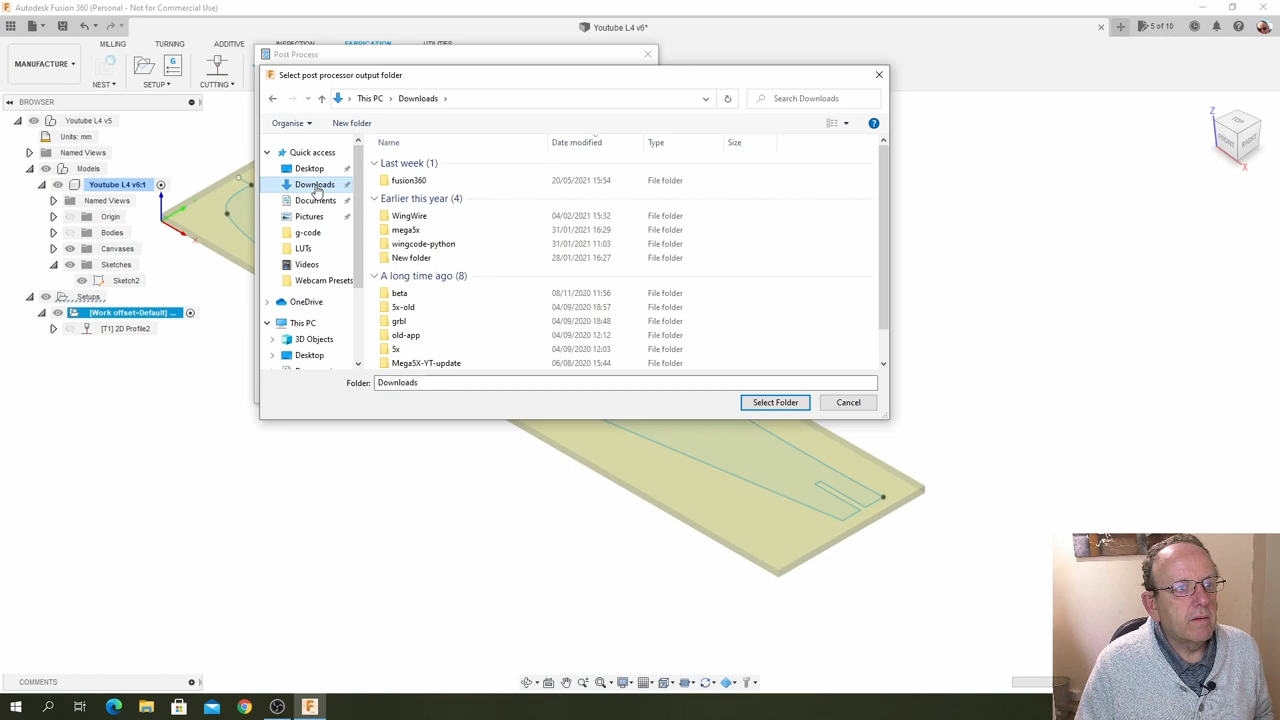 Autodesk Fusion 360 (Personal - Not for Commercial Use)
Youtube L4 v6*
5 of 10
MILLING TURNING ADDITIVE INSPECTION FABRICATION UTILITIES
MANUFACTURE
NEST SETUP CUTTING
BROWSER
Youtube L4 v5
Units: mm
Named Views
Models
Youtube L4 v6:1
Named Views
Origin
Bodies
Canvases
Sketches
Sketch2
Setups
[Work offset=Default] ...
[T1] 2D Profile2
Post Process
Select post processor output folder
This PC Downloads
Search Downloads
Organise New folder
Quick access
Desktop
Downloads
Documents
Pictures
g-code
LUTs
Videos
Webcam Presets
OneDrive
This PC
3D Objects
Desktop
Name Date modified Type Size
Last week (1)
fusion360 20/05/2021 15:54 File folder
Earlier this year (4)
WingWire 04/02/2021 15:32 File folder
mega5x 31/01/2021 16:29 File folder
wingcode-python 31/01/2021 11:03 File folder
New folder 28/01/2021 16:27 File folder
A long time ago (8)
beta 08/11/2020 11:56 File folder
5x-old 04/09/2020 18:57 File folder
grbl 04/09/2020 18:48 File folder
old-app 04/09/2020 12:12 File folder
5x 04/09/2020 12:03 File folder
Mega5X-YT-update 06/08/2020 15:44 File folder
Folder: Downloads
Select Folder Cancel
Z
TOP
FRONT RIGHT
X
COMMENTS